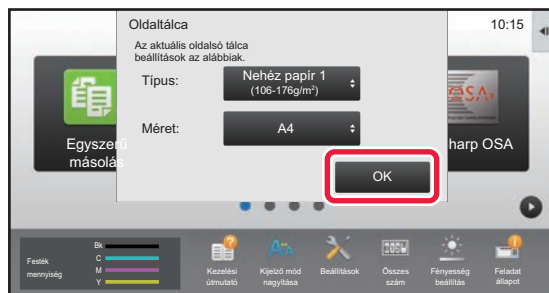 Oldaltálca
10:15
Az aktuális oldalsó tálca
beállítások az alábbiak.
Típus:
Nehéz papír 1
(106-176g/m²)
Méret:
A4
OK
Egyszerű
másolás
OSA
harp OSA
Festék
mennyiség
Bk
C
M
Y
Kezelési
útmutató
Kijelző mód
nagyítása
Beállítások
Összes
szám
Fényesség
beállítás
Feladat
állapot